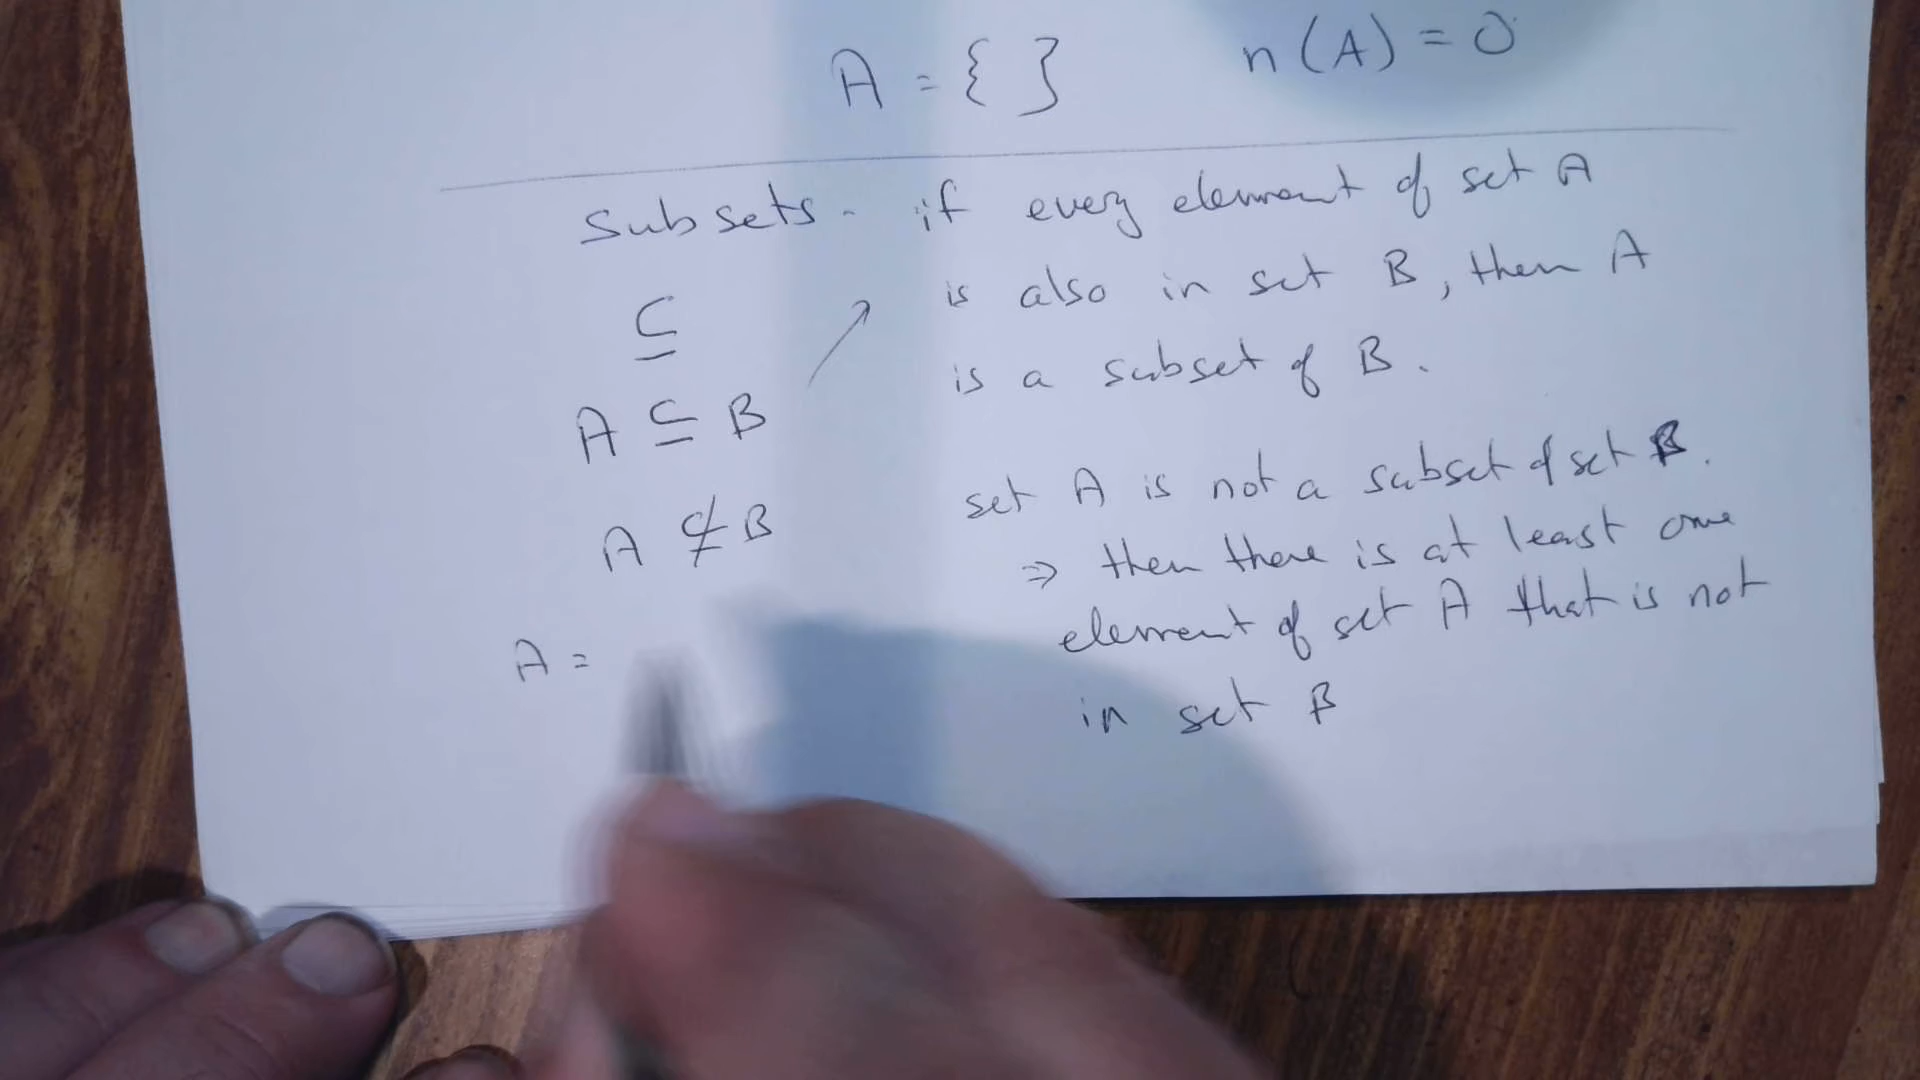 A = { } n(A) = 0
Subsets - if every element of set A
⊆ is also in set B, then A
is a subset of B.
A ⊆ B
set A is not a subset of set B.
A ⊈ B
⇒ then there is at least one
element of set A that is not
in set B
A =